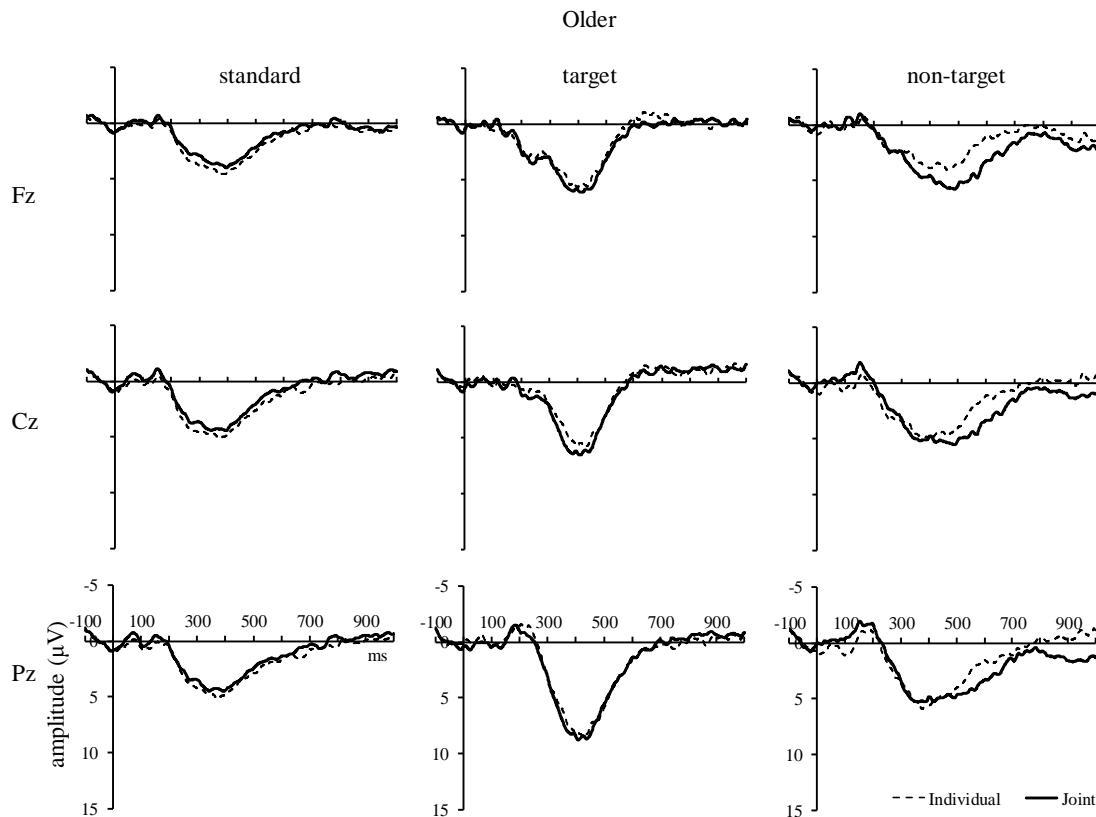 Older
standard target non-target
Fz
Cz
-5 -5 -5
-100 100 300 500 700 900 -100 100 300 500 700 900 -100 100 300 500 700 900
0 0 0
ms
Pz
amplitude (µV)
5 5 5
10 10 10
Individual Joint
15 15 15